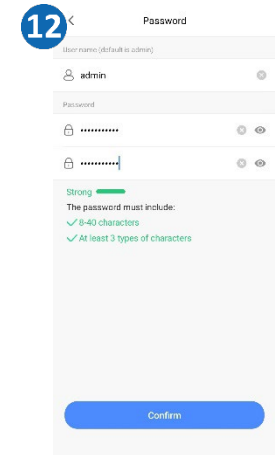 12
Password
User name (default is admin)
admin
Password
•••••••••••
•••••••••••
Strong
The password must include:
8-40 characters
At least 3 types of characters
Confirm